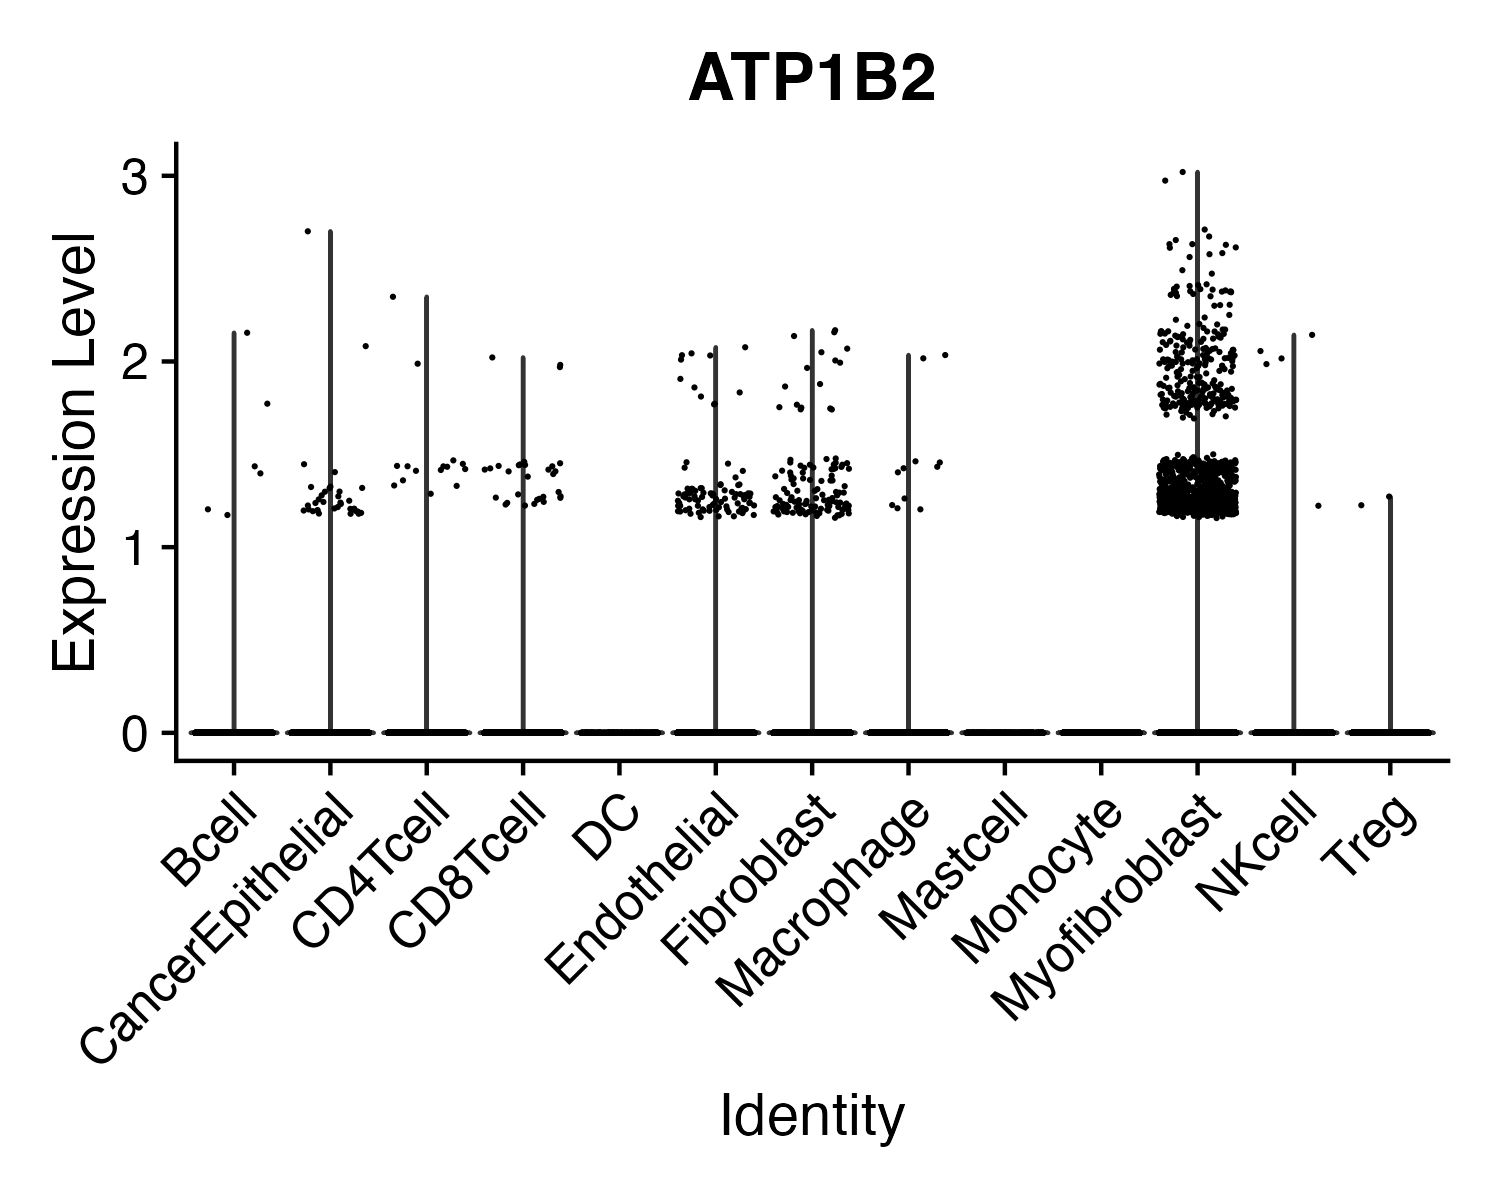 ATP1B2
Expression Level
3
2
1
0
Bcell
CancerEpithelial
CD4Tcell
CD8Tcell
DC
Endothelial
Fibroblast
Macrophage
Mastcell
Monocyte
Myofibroblast
NKcell
Treg
Identity